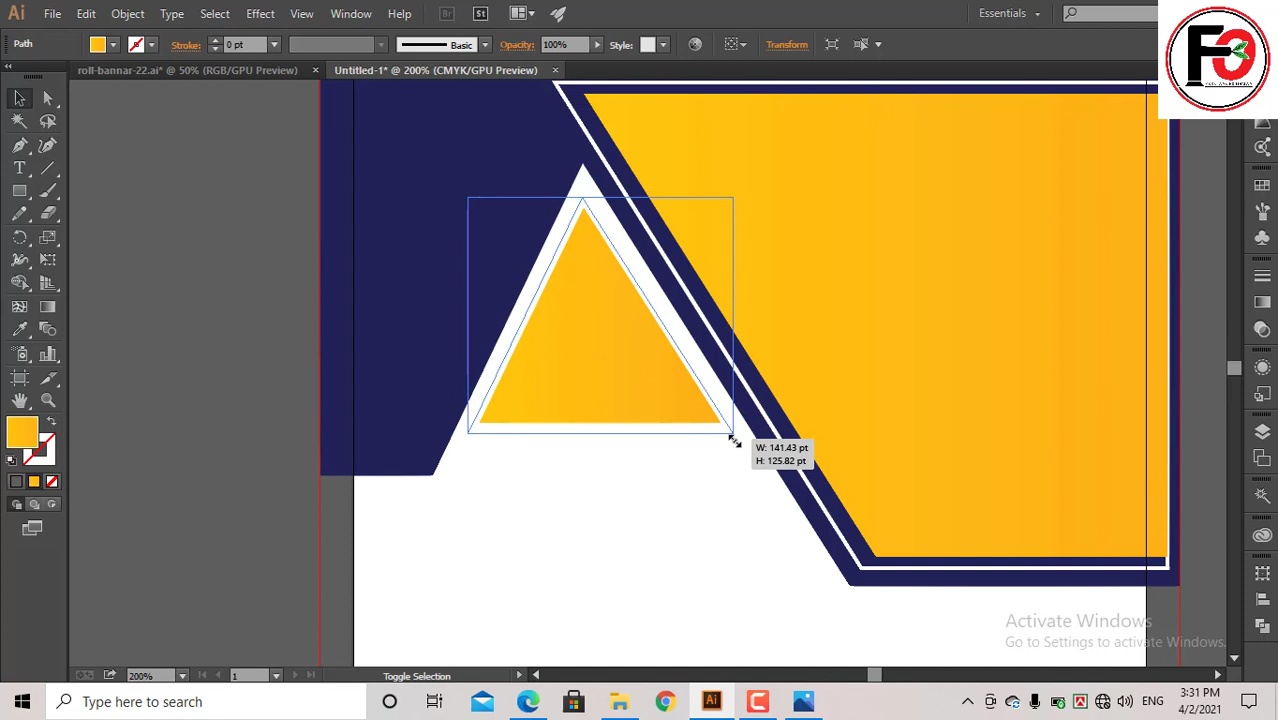 Ai File Edit Object Type Select Effect View Window Help Br St Essentials
Path Stroke: 0 pt Basic Opacity: 100% Style: Transform
roll-bannar-22.ai* @ 50% (RGB/GPU Preview) × Untitled-1* @ 200% (CMYK/GPU Preview) ×
W: 141.43 pt
H: 125.82 pt
Activate Windows
Go to Settings to activate Windows.
200% 1 Toggle Selection
Type here to search
Ai
ENG
3:31 PM
4/2/2021